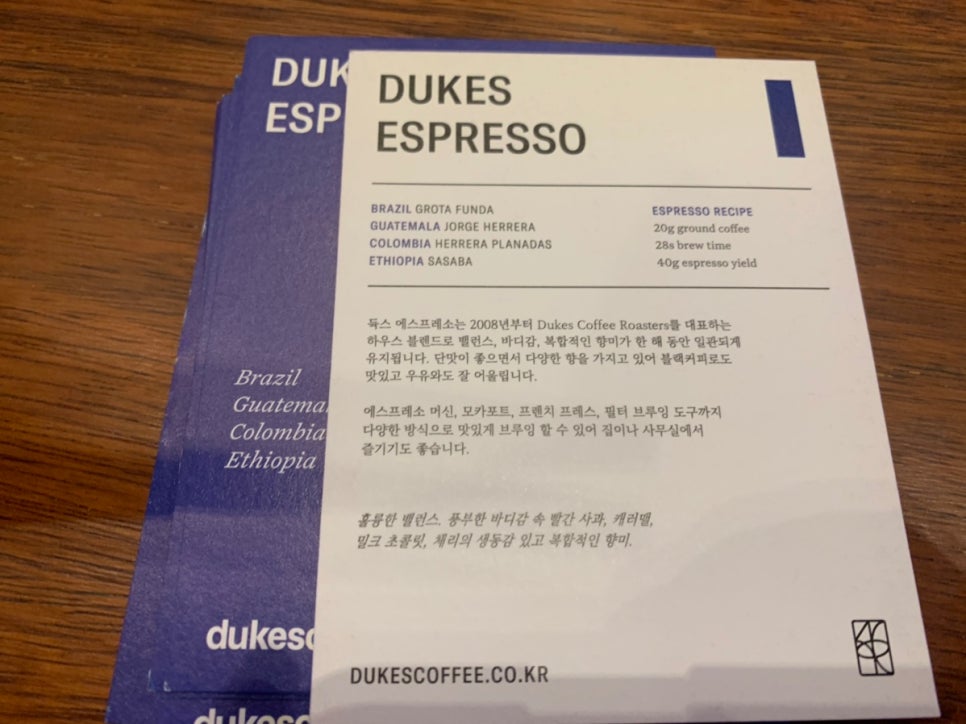 DUKES
ESPRESSO
BRAZIL GROTA FUNDA
GUATEMALA JORGE HERRERA
COLOMBIA HERRERA PLANADAS
ETHIOPIA SASABA
ESPRESSO RECIPE
20g ground coffee
28s brew time
40g espresso yield
듁스 에스프레소는 2008년부터 Dukes Coffee Roasters를 대표하는
하우스 블렌드로 밸런스, 바디감, 복합적인 향미가 한 해 동안 일관되게
유지됩니다. 단맛이 좋으면서 다양한 향을 가지고 있어 블랙커피로도
맛있고 우유와도 잘 어울립니다.
에스프레소 머신, 모카포트, 프렌치 프레스, 필터 브루잉 도구까지
다양한 방식으로 맛있게 브루잉 할 수 있어 집이나 사무실에서
즐기기도 좋습니다.
훌륭한 밸런스. 풍부한 바디감 속 빨간 사과, 캐러멜,
밀크 초콜릿, 체리의 생동감 있고 복합적인 향미.
DUKESCOFFEE.CO.KR
DUK
ESP
Brazil
Guatema
Colombia
Ethiopia
dukesc
dukesc